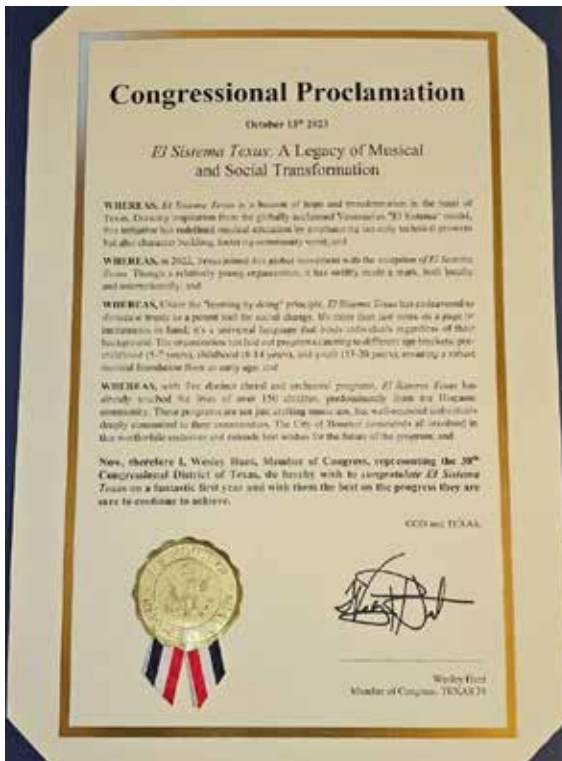 Congressional Proclamation
October 13th 2023
El Sistema Texas: A Legacy of Musical
and Social Transformation
WHEREAS, El Sistema Texas is a beacon of hope and transformation in the heart of
Texas. Drawing inspiration from the globally acclaimed Venezuelan "El Sistema" model,
this initiative has redefined musical education by emphasizing not only technical prowess
but also character building, fostering community spirit; and
WHEREAS, in 2022, Texas joined this global movement with the inception of El Sistema
Texas. Though a relatively young organization, it has swiftly made a mark, both locally
and internationally; and
WHEREAS, Under the "learning by doing" principle, El Sistema Texas has endeavored to
music as a potent tool for social change. It's more than just notes on a page or
instruments in hand; it's a universal language that binds individuals regardless of their
background. The organization has laid out programs catering to different age brackets: pre-
childhood (5-7 years), childhood (8-14 years), and youth (15-20 years), ensuring a robust
musical foundation from an early age; and
WHEREAS, with five distinct choral and orchestral programs, El Sistema Texas has
already touched the lives of over 150 children, predominantly from the Hispanic
community. These programs are not just crafting musicians, but well-rounded individuals
deeply committed to their communities. The City of Houston commends all involved in
this worthwhile endeavor and extends best wishes for the future of the program; and
Now, therefore I, Wesley Hunt, Member of Congress, representing the 38th
Congressional District of Texas, do hereby wish to congratulate El Sistema
Texas on a fantastic first year and wish them the best on the progress they are
sure to continue to achieve.
GOD and TEXAS,
Wesley Hunt
Member of Congress, TEXAS 38